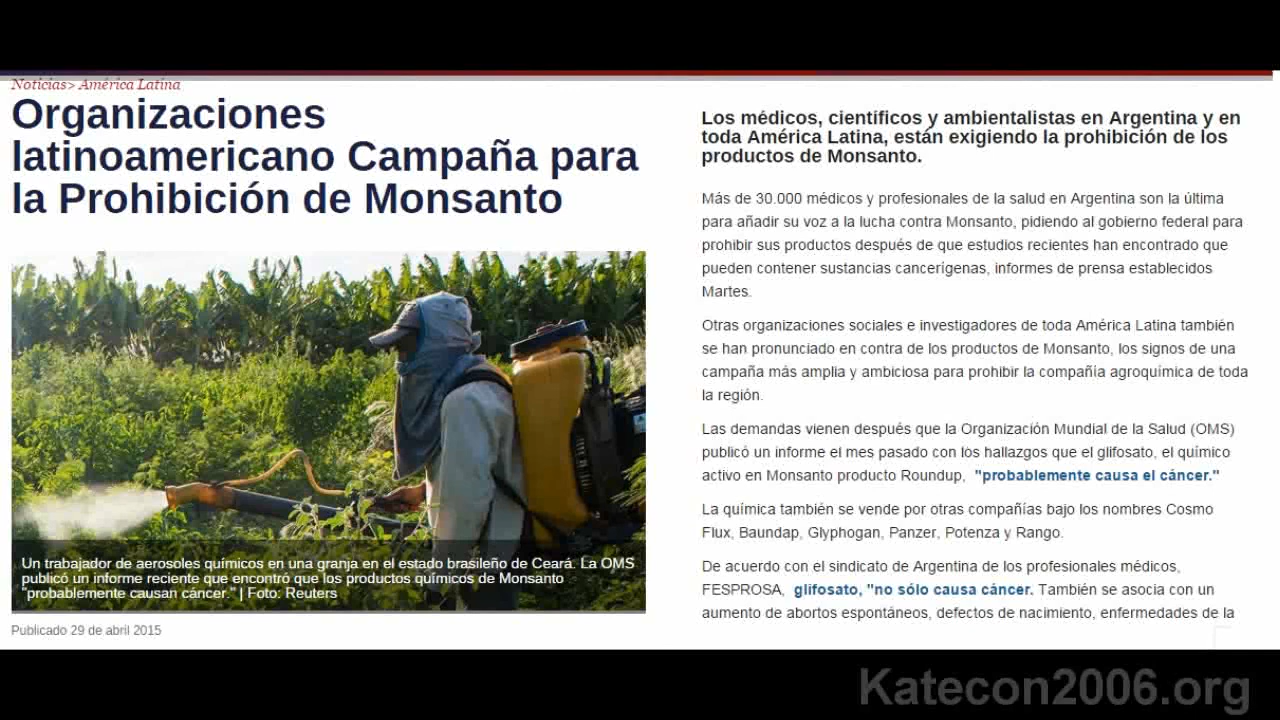 Noticias> América Latina
Organizaciones
latinoamericano Campaña para
la Prohibición de Monsanto
Un trabajador de aerosoles químicos en una granja en el estado brasileño de Ceará. La OMS
publicó un informe reciente que encontró que los productos químicos de Monsanto
"probablemente causan cáncer." | Foto: Reuters
Publicado 29 de abril 2015
Los médicos, científicos y ambientalistas en Argentina y en
toda América Latina, están exigiendo la prohibición de los
productos de Monsanto.
Más de 30.000 médicos y profesionales de la salud en Argentina son la última
para añadir su voz a la lucha contra Monsanto, pidiendo al gobierno federal para
prohibir sus productos después de que estudios recientes han encontrado que
pueden contener sustancias cancerígenas, informes de prensa establecidos
Martes.
Otras organizaciones sociales e investigadores de toda América Latina también
se han pronunciado en contra de los productos de Monsanto, los signos de una
campaña más amplia y ambiciosa para prohibir la compañía agroquímica de toda
la región.
Las demandas vienen después que la Organización Mundial de la Salud (OMS)
publicó un informe el mes pasado con los hallazgos que el glifosato, el químico
activo en Monsanto producto Roundup, "probablemente causa el cáncer."
La química también se vende por otras compañías bajo los nombres Cosmo
Flux, Baundap, Glyphogan, Panzer, Potenza y Rango.
De acuerdo con el sindicato de Argentina de los profesionales médicos,
FESPROSA, glifosato, "no sólo causa cáncer. También se asocia con un
aumento de abortos espontáneos, defectos de nacimiento, enfermedades de la
Katecon2006.org